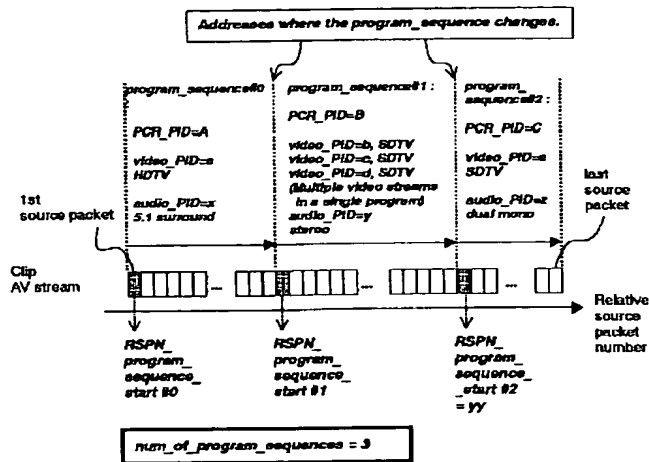 Addresses where the program_sequence changes.
program_sequence#0
PCR_PID=A
video_PID=a
HDTV
audio_PID=x
5.1 surround
program_sequence#1 :
PCR_PID=B
video_PID=b, SDTV
video_PID=c, SDTV
video_PID=d, SDTV
(Multiple video streams
in a single program)
audio_PID=y
stereo
program_
sequence#2:
PCR_PID=C
video_PID=e
SDTV
audio_PID=z
dual mono
1st
source packet
last
source
packet
Clip
AV stream
... ... ...
Relative
source
packet
number
RSPN_
program_
sequence_
start #0
RSPN_
program_
sequence_
start #1
RSPN_
program_
sequence_
_start #2
= yy
num_of_program_sequences = 3